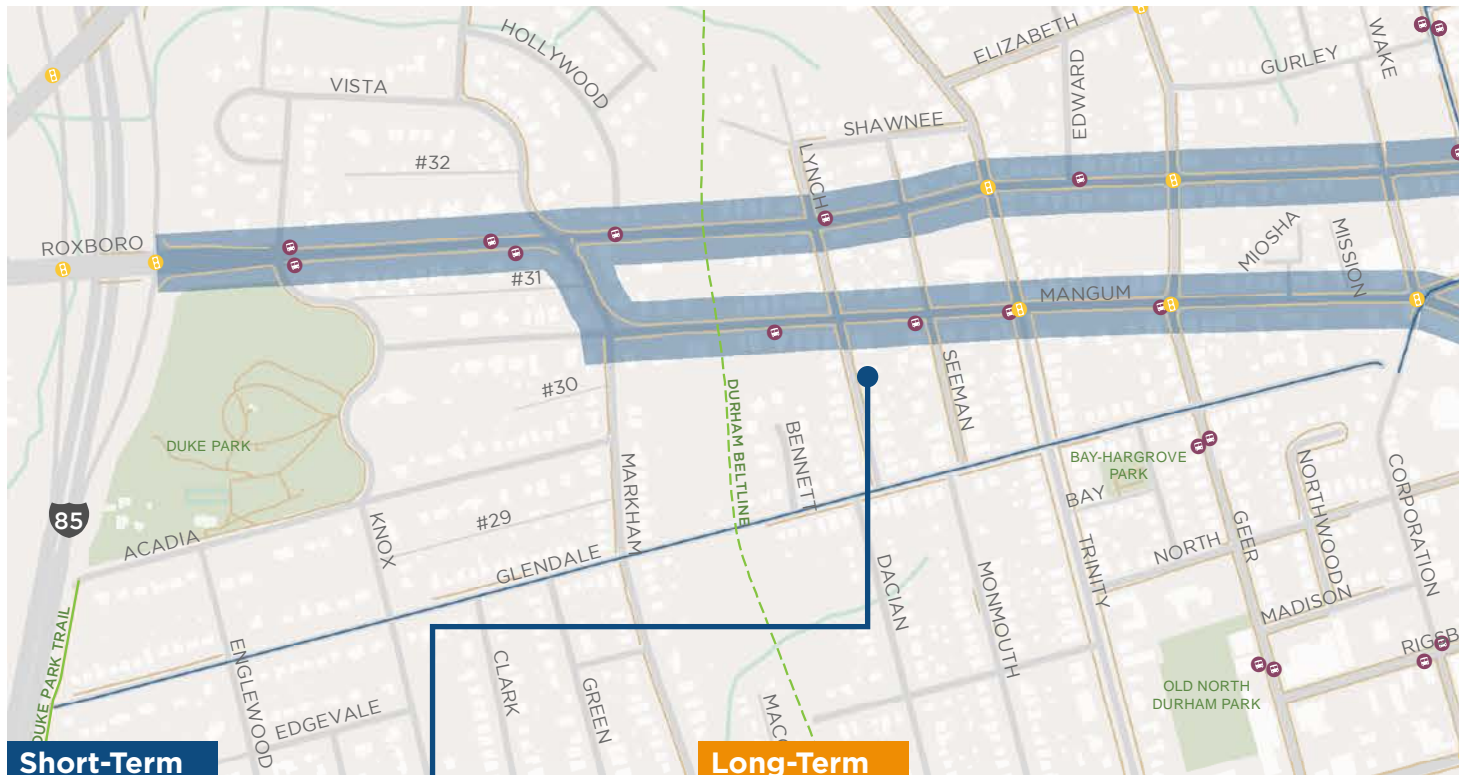 HOLLYWOOD
ELIZABETH
WAKE
GURLEY
VISTA
EDWARD
SHAWNEE
LYNCH
#32
ROXBORO
MIOSHA
MISSION
#31
MANGUM
SEEMAN
#30
DURHAM BELTLINE
BENNETT
DUKE PARK
MARKHAM
BAY-HARGROVE
PARK
BAY
NORTHWOOD
CORPORATION
85
KNOX
#29
ACADIA
GLENDALE
GEER
NORTH
TRINITY
DACIAN
MONMOUTH
MADISON
DUKE PARK TRAIL
ENGLEWOOD
CLARK
GREEN
RIGSB
OLD NORTH
DURHAM PARK
EDGEVALE
MACO
Short-Term
Long-Term